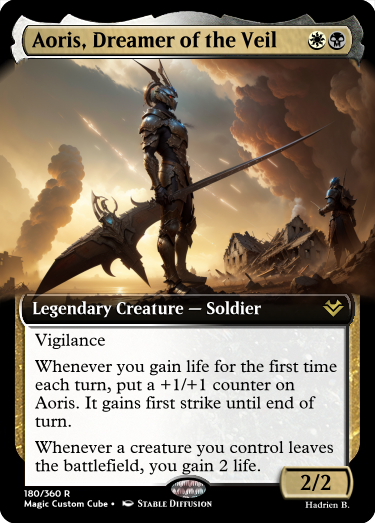 Aoris, Dreamer of the Veil
Legendary Creature — Soldier
Vigilance
Whenever you gain life for the first time
each turn, put a +1/+1 counter on
Aoris. It gains first strike until end of
turn.
Whenever a creature you control leaves
the battlefield, you gain 2 life.
2/2
180/360 R
Magic Custom Cube • Stable Diffusion
Hadrien B.